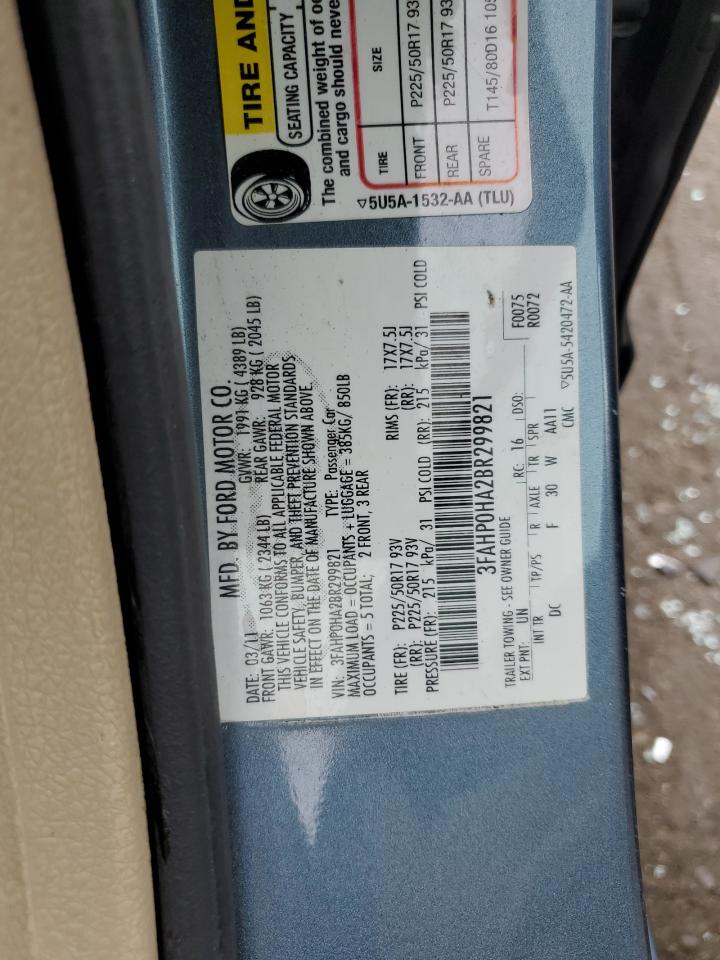 TIRE AND
SEATING CAPACITY
The combined weight of oc
and cargo should neve
TIRE SIZE
FRONT P225/50R17 93
REAR P225/50R17 93
SPARE T145/80D16 105
▽5U5A-1532-AA (TLU)
MFD. BY FORD MOTOR CO.
DATE: 03/11 GVWR: 1991 KG ( 4389 LB)
FRONT GAWR: 1063 KG ( 2344 LB) REAR GAWR: 928 KG ( 2045 LB)
THIS VEHICLE CONFORMS TO ALL APPLICABLE FEDERAL MOTOR
VEHICLE SAFETY, BUMPER, AND THEFT PREVENTION STANDARDS
IN EFFECT ON THE DATE OF MANUFACTURE SHOWN ABOVE.
VIN: 3FAHP0HA2BR299821 TYPE: Passenger Car
MAXIMUM LOAD = OCCUPANTS + LUGGAGE = 385KG/ 850LB
OCCUPANTS = 5 TOTAL; 2 FRONT, 3 REAR
TIRE (FR): P225/50R17 93V RIMS (FR): 17X7.5J
(RR): P225/50R17 93V (RR): 17X7.5J
PRESSURE (FR): 215 kPa/ 31 PSI COLD (RR): 215 kPa/ 31 PSI COLD
3FAHP0HA2BR299821
TRAILER TOWING - SEE OWNER GUIDE F0075
EXT PNT: UN RC: 16 DSO: R0072
INT TR TP/PS R AXLE TR SPR
DC F 30 W AA11
CMC ▽5U5A-5420472-AA